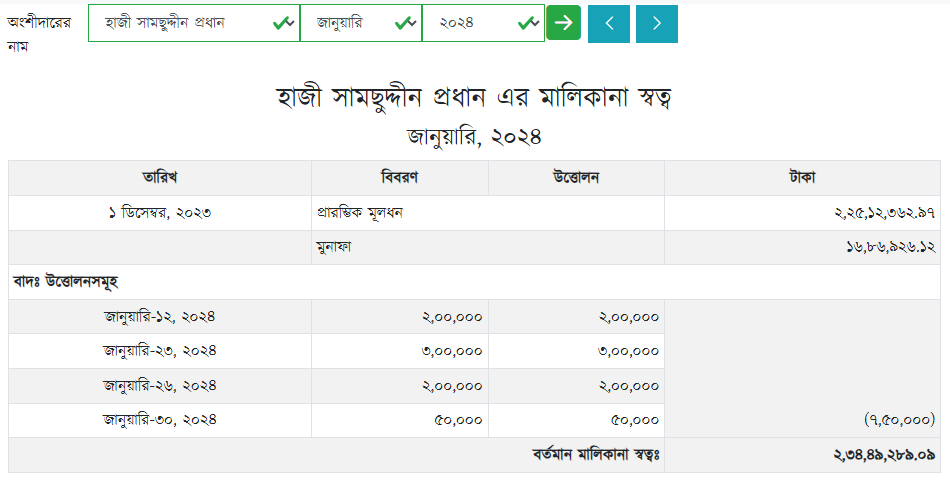 অংশীদারের নাম
হাজী সামছুদ্দীন প্রধান জানুয়ারি ২০২৪
হাজী সামছুদ্দীন প্রধান এর মালিকানা স্বত্ব
জানুয়ারি, ২০২৪
তারিখ বিবরণ উত্তোলন টাকা
১ ডিসেম্বর, ২০২৩ প্রারম্ভিক মূলধন ২,২৫,১২,৩৬২.৯৭
মুনাফা ১৬,৮৬,৯২৬.১২
বাদঃ উত্তোলনসমূহ
জানুয়ারি-১২, ২০২৪ ২,০০,০০০ ২,০০,০০০
জানুয়ারি-২৩, ২০২৪ ৩,০০,০০০ ৩,০০,০০০
জানুয়ারি-২৬, ২০২৪ ২,০০,০০০ ২,০০,০০০
জানুয়ারি-৩০, ২০২৪ ৫০,০০০ ৫০,০০০ (৭,৫০,০০০)
বর্তমান মালিকানা স্বত্বঃ ২,৩৪,৪৯,২৮৯.০৯